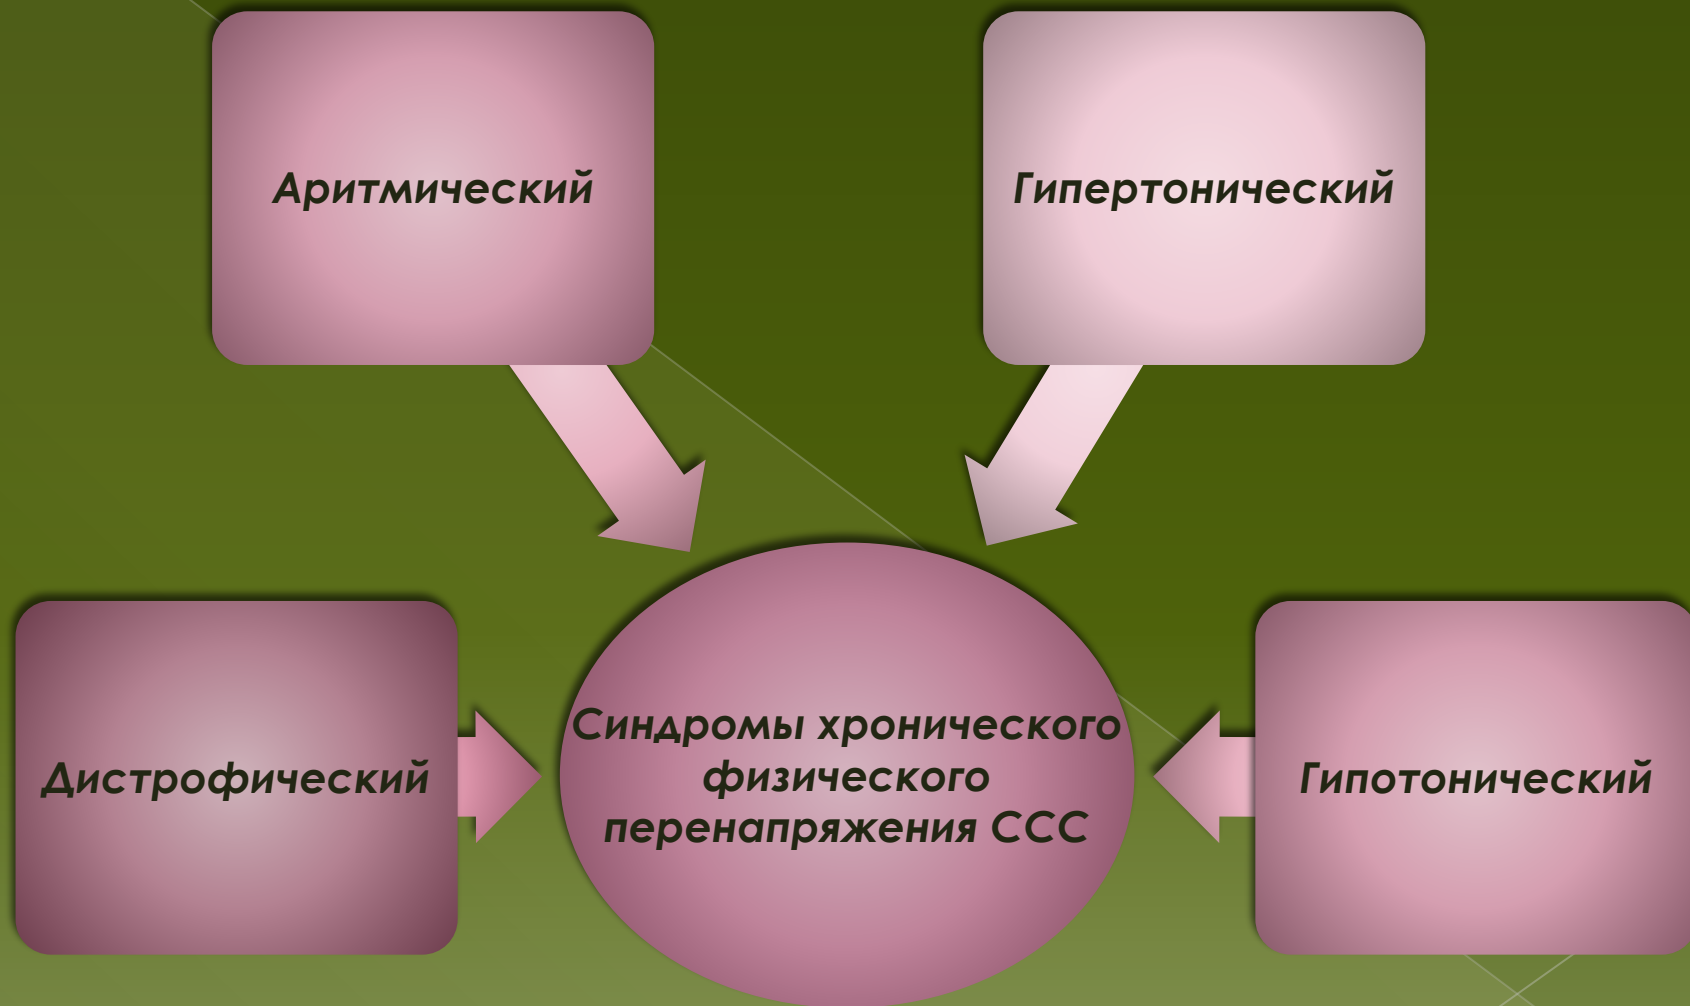 Аритмический
Гипертонический
Дистрофический
Синдромы хронического
физического
перенапряжения ССС
Гипотонический